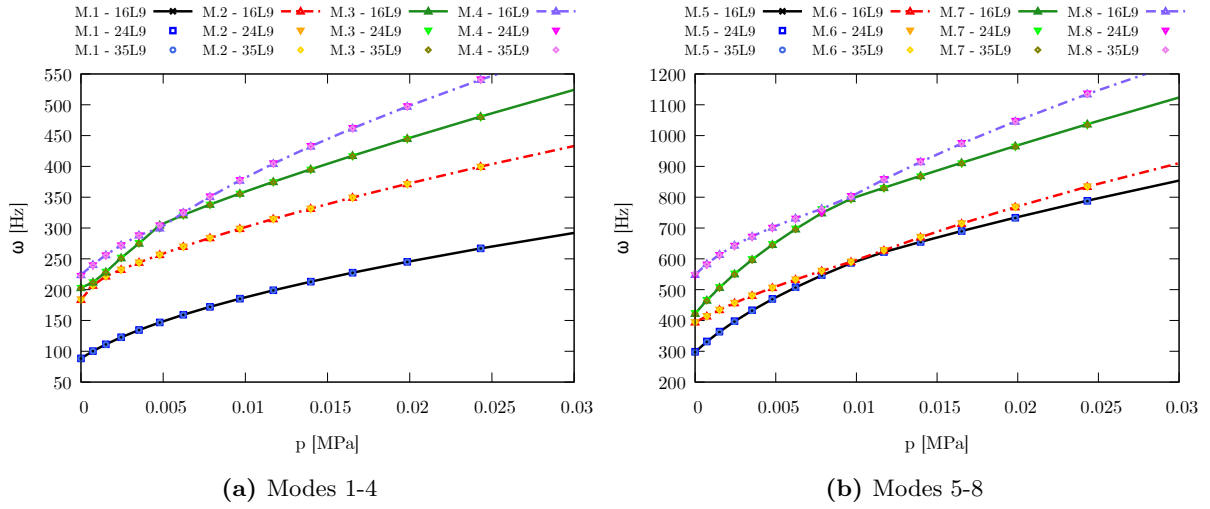 M.1 - 16L9 M.2 - 16L9 M.3 - 16L9 M.4 - 16L9
M.1 - 24L9 M.2 - 24L9 M.3 - 24L9 M.4 - 24L9
M.1 - 35L9 M.2 - 35L9 M.3 - 35L9 M.4 - 35L9
550
500
450
400
350
300
250
200
150
100
50
ω [Hz]
0 0.005 0.01 0.015 0.02 0.025 0.03
p [MPa]
(a) Modes 1-4
M.5 - 16L9 M.6 - 16L9 M.7 - 16L9 M.8 - 16L9
M.5 - 24L9 M.6 - 24L9 M.7 - 24L9 M.8 - 24L9
M.5 - 35L9 M.6 - 35L9 M.7 - 35L9 M.8 - 35L9
1200
1100
1000
900
800
700
600
500
400
300
200
ω [Hz]
0 0.005 0.01 0.015 0.02 0.025 0.03
p [MPa]
(b) Modes 5-8